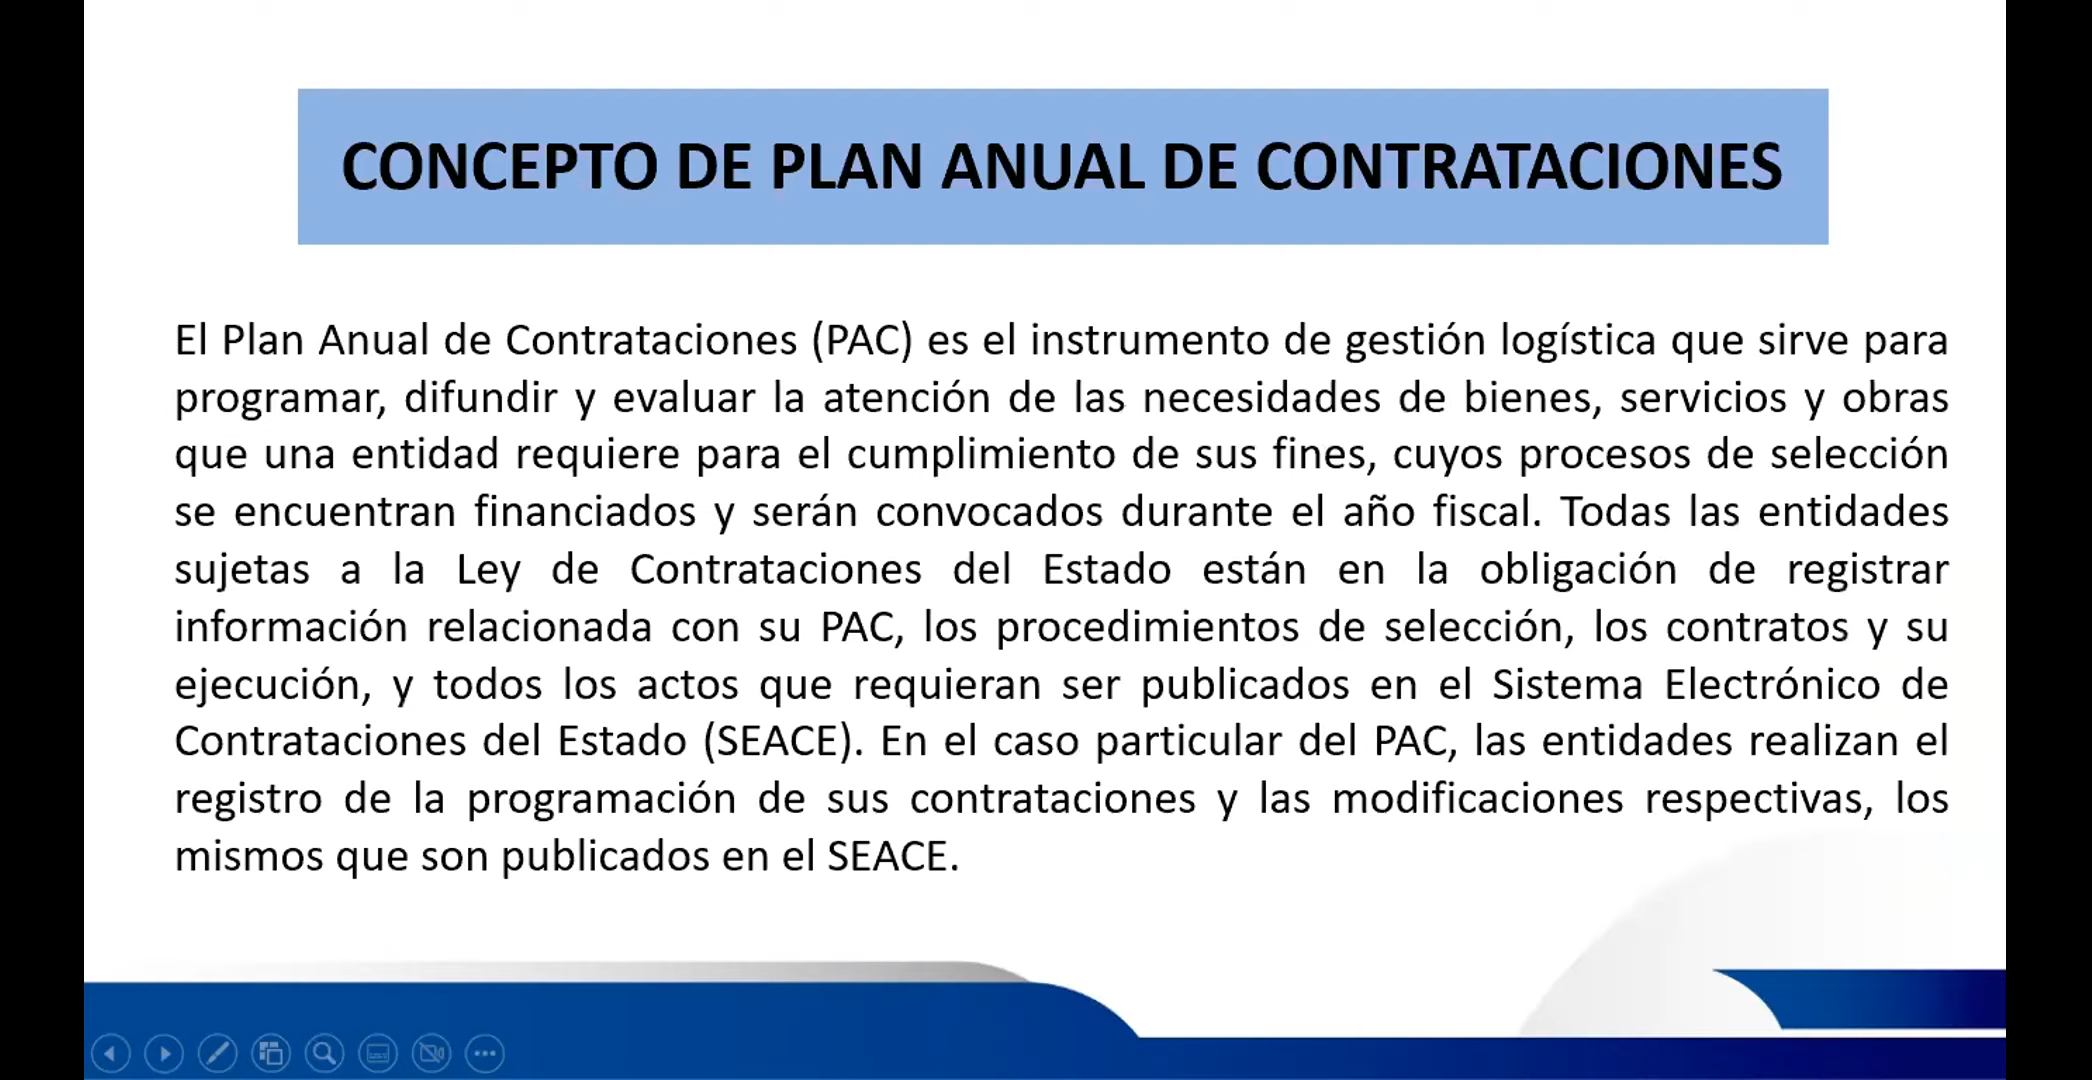 CONCEPTO DE PLAN ANUAL DE CONTRATACIONES
El Plan Anual de Contrataciones (PAC) es el instrumento de gestión logística que sirve para
programar, difundir y evaluar la atención de las necesidades de bienes, servicios y obras
que una entidad requiere para el cumplimiento de sus fines, cuyos procesos de selección
se encuentran financiados y serán convocados durante el año fiscal. Todas las entidades
sujetas a la Ley de Contrataciones del Estado están en la obligación de registrar
información relacionada con su PAC, los procedimientos de selección, los contratos y su
ejecución, y todos los actos que requieran ser publicados en el Sistema Electrónico de
Contrataciones del Estado (SEACE). En el caso particular del PAC, las entidades realizan el
registro de la programación de sus contrataciones y las modificaciones respectivas, los
mismos que son publicados en el SEACE.